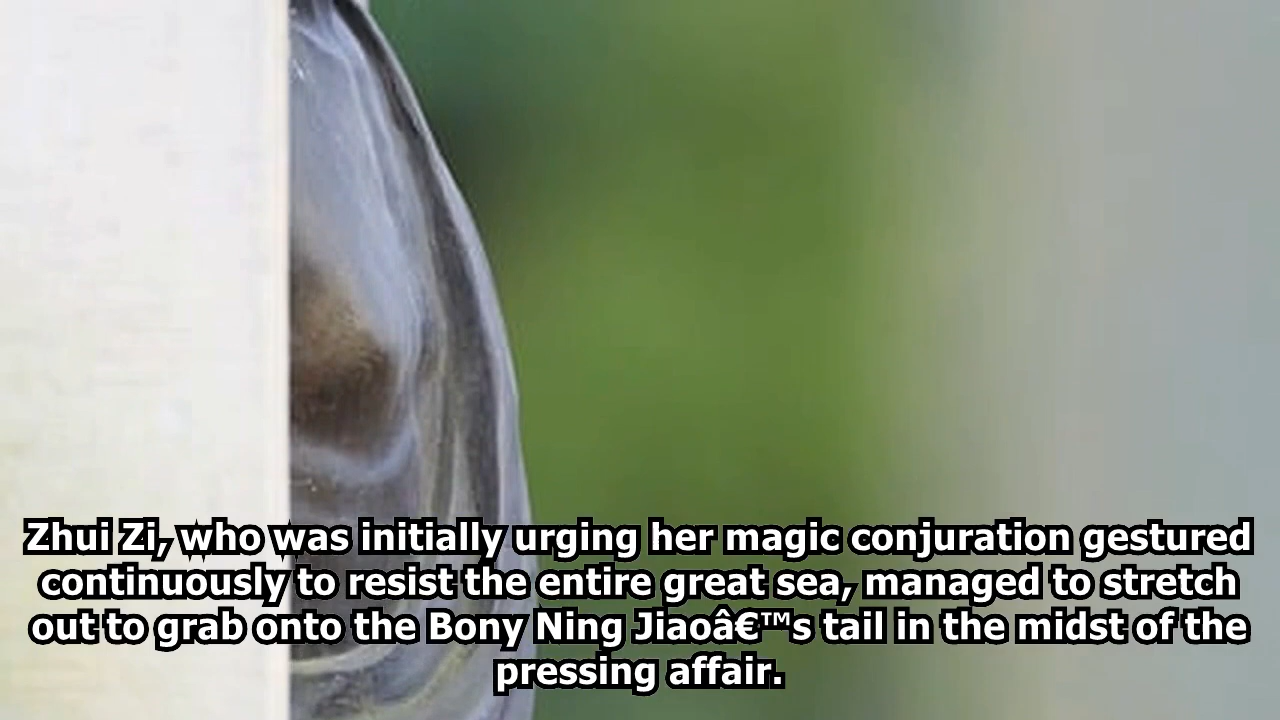 Zhui Zi, who was initially urging her magic conjuration gestured
continuously to resist the entire great sea, managed to stretch
out to grab onto the Bony Ning Jiaoâ€™s tail in the midst of the
pressing affair.